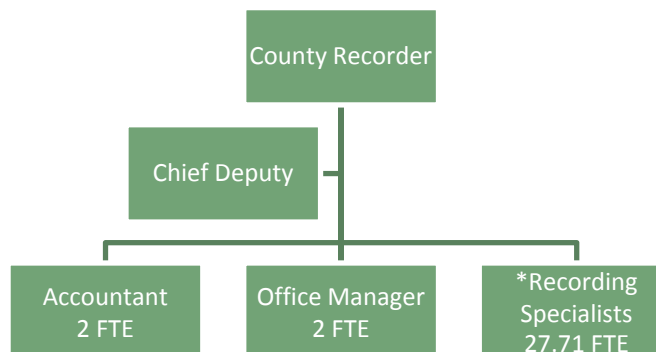 County Recorder
Chief Deputy
Accountant
2 FTE
Office Manager
2 FTE
*Recording
Specialists
27.71 FTE